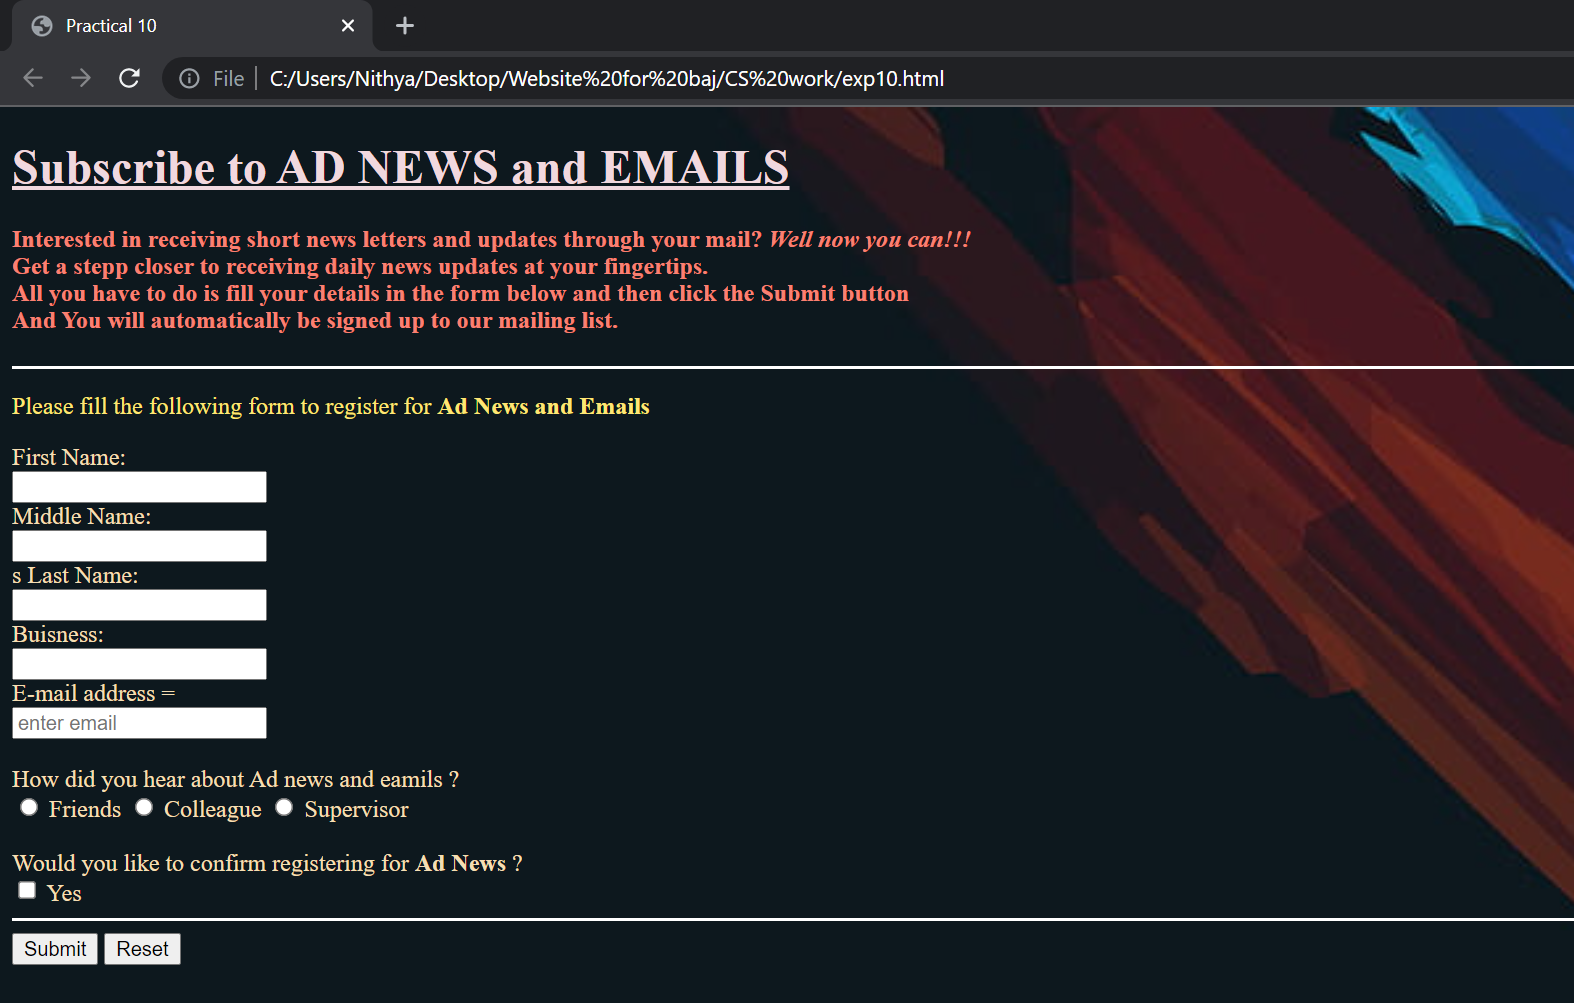 Practical 10
File C:/Users/Nithya/Desktop/Website%20for%20baj/CS%20work/exp10.html
Subscribe to AD NEWS and EMAILS
Interested in receiving short news letters and updates through your mail? Well now you can!!!
Get a stepp closer to receiving daily news updates at your fingertips.
All you have to do is fill your details in the form below and then click the Submit button
And You will automatically be signed up to our mailing list.
Please fill the following form to register for Ad News and Emails
First Name:
Middle Name:
s Last Name:
Buisness:
E-mail address =
enter email
How did you hear about Ad news and eamils ?
Friends Colleague Supervisor
Would you like to confirm registering for Ad News ?
Yes
Submit Reset